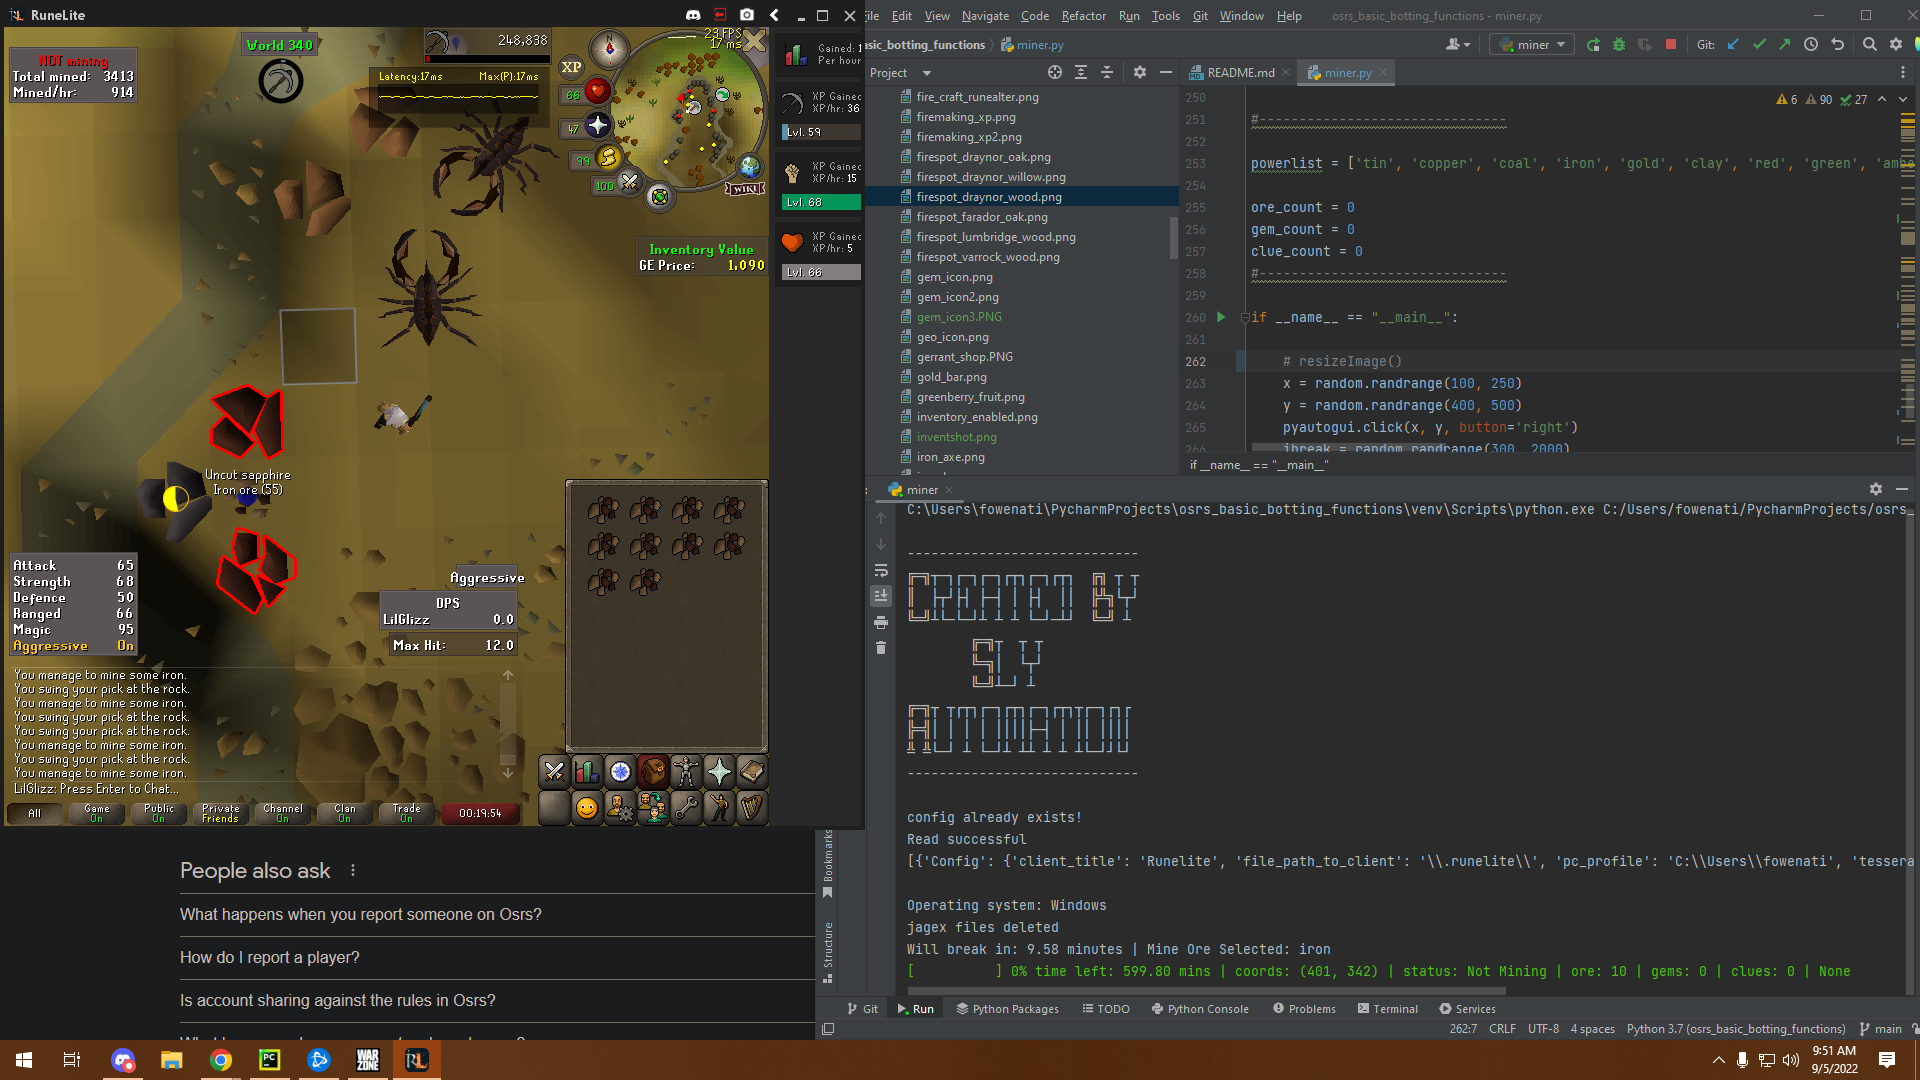 RuneLite
NOT mining
Total mined: 3413
Mined/hr: 914
World 340
248,838
23 FPS
17 ms
Latency:17ms Max(P):17ms
XP
66
47
99
100
WIKI
Inventory Value
GE Price: 1,090
Gained: 1
Per hour
XP Gained
XP/hr: 36
Lvl. 59
XP Gained
XP/hr: 15
Lvl. 68
XP Gained
XP/hr: 5
Lvl. 66
Uncut sapphire
Iron ore (55)
Attack 65
Strength 68
Defence 50
Ranged 66
Magic 95
Aggressive On
Aggressive
DPS
LilGlizz 0.0
Max Hit: 12.0
You manage to mine some iron.
You swing your pick at the rock.
You manage to mine some iron.
You swing your pick at the rock.
You swing your pick at the rock.
You manage to mine some iron.
You swing your pick at the rock.
You manage to mine some iron.
LilGlizz: Press Enter to Chat...
All
Game On
Public On
Private Friends
Channel On
Clan On
Trade On
00:19:54
People also ask
What happens when you report someone on Osrs?
How do I report a player?
Is account sharing against the rules in Osrs?
File Edit View Navigate Code Refactor Run Tools Git Window Help osrs_basic_botting_functions - miner.py
asic_botting_functions miner.py
miner
Git:
Project
README.md
miner.py
fire_craft_runealter.png
firemaking_xp.png
firemaking_xp2.png
firespot_draynor_oak.png
firespot_draynor_willow.png
firespot_draynor_wood.png
firespot_farador_oak.png
firespot_lumbridge_wood.png
firespot_varrock_wood.png
gem_icon.png
gem_icon2.png
gem_icon3.PNG
geo_icon.png
gerrant_shop.PNG
gold_bar.png
greenberry_fruit.png
inventory_enabled.png
inventshot.png
iron_axe.png
6 90 27
250
251 #-------------------------------
252
253 powerlist = ['tin', 'copper', 'coal', 'iron', 'gold', 'clay', 'red', 'green', 'amb
254
255 ore_count = 0
256 gem_count = 0
257 clue_count = 0
258 #-------------------------------
259
260 if __name__ == "__main__":
261
262 # resizeImage()
263 x = random.randrange(100, 250)
264 y = random.randrange(400, 500)
265 pyautogui.click(x, y, button='right')
266 ibreak = random.randrange(300, 2000)
if __name__ == "__main__"
miner
C:\Users\fowenati\PycharmProjects\osrs_basic_botting_functions\venv\Scripts\python.exe C:/Users/fowenati/PycharmProjects/osrs_
-----------------------------
-----------------------------
config already exists!
Read successful
[{'Config': {'client_title': 'Runelite', 'file_path_to_client': '\\.runelite\\', 'pc_profile': 'C:\\Users\\fowenati', 'tessera
Operating system: Windows
jagex files deleted
Will break in: 9.58 minutes | Mine Ore Selected: iron
[ ] 0% time left: 599.80 mins | coords: (401, 342) | status: Not Mining | ore: 10 | gems: 0 | clues: 0 | None
Bookmarks
Structure
Git Run Python Packages TODO Python Console Problems Terminal Services
262:7 CRLF UTF-8 4 spaces Python 3.7 (osrs_basic_botting_functions) main
PC
WAR ZONE
RL
9:51 AM
9/5/2022